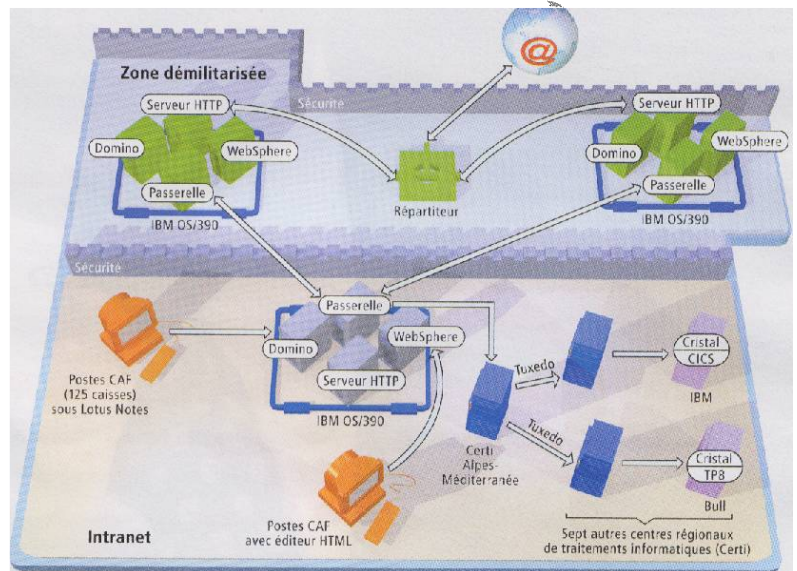 @
Zone démilitarisée
Sécurité
Serveur HTTP
Domino
WebSphere
Passerelle
IBM OS/390
Répartiteur
Serveur HTTP
Domino
WebSphere
Passerelle
IBM OS/390
Sécurité
Passerelle
Domino
WebSphere
Serveur HTTP
IBM OS/390
Postes CAF
(125 caisses)
sous Lotus Notes
Postes CAF
avec éditeur HTML
Certi
Alpes-
Méditerranée
Tuxedo
Tuxedo
Cristal
CICS
IBM
Cristal
TP8
Bull
Sept autres centres régionaux
de traitements informatiques (Certi)
Intranet